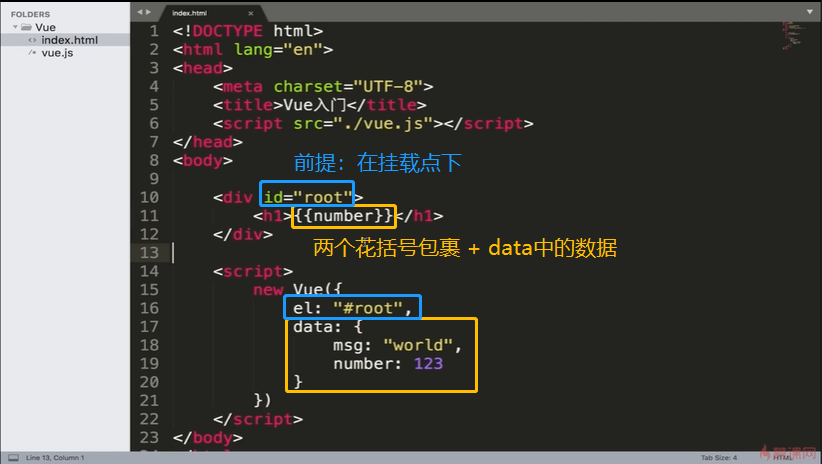 FOLDERS
Vue
index.html
vue.js
index.html
1 <!DOCTYPE html>
2 <html lang="en">
3 <head>
4 <meta charset="UTF-8">
5 <title>Vue入门</title>
6 <script src="./vue.js"></script>
7 </head>
8 <body>
前提：在挂载点下
9
10 <div id="root">
11 <h1>{{number}}</h1>
12 </div>
两个花括号包裹 + data中的数据
13
14 <script>
15 new Vue({
16 el: "#root",
17 data: {
18 msg: "world",
19 number: 123
20 }
21 })
22 </script>
23 </body>
Line 13, Column 1
Tab Size: 4
HTML
慕课网